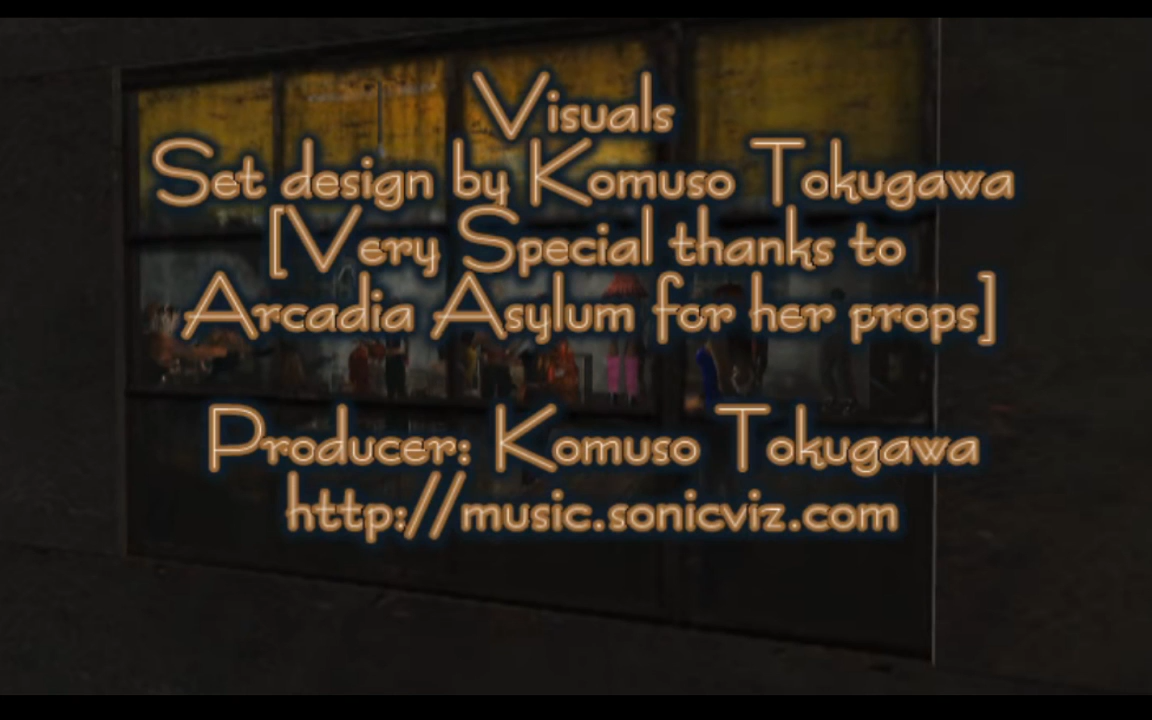 Visuals
Set design by Komuso Tokugawa
[Very Special thanks to
Arcadia Asylum for her props]
Producer: Komuso Tokugawa
http://music.sonicviz.com